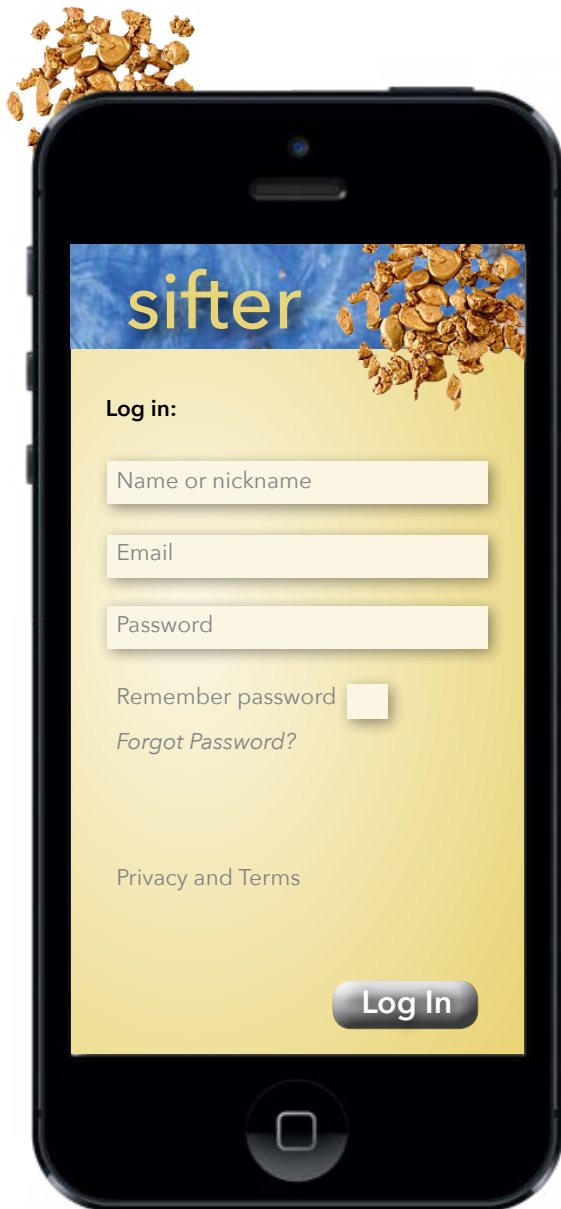 sifter
Log in:
Name or nickname
Email
Password
Remember password
Forgot Password?
Privacy and Terms
Log In